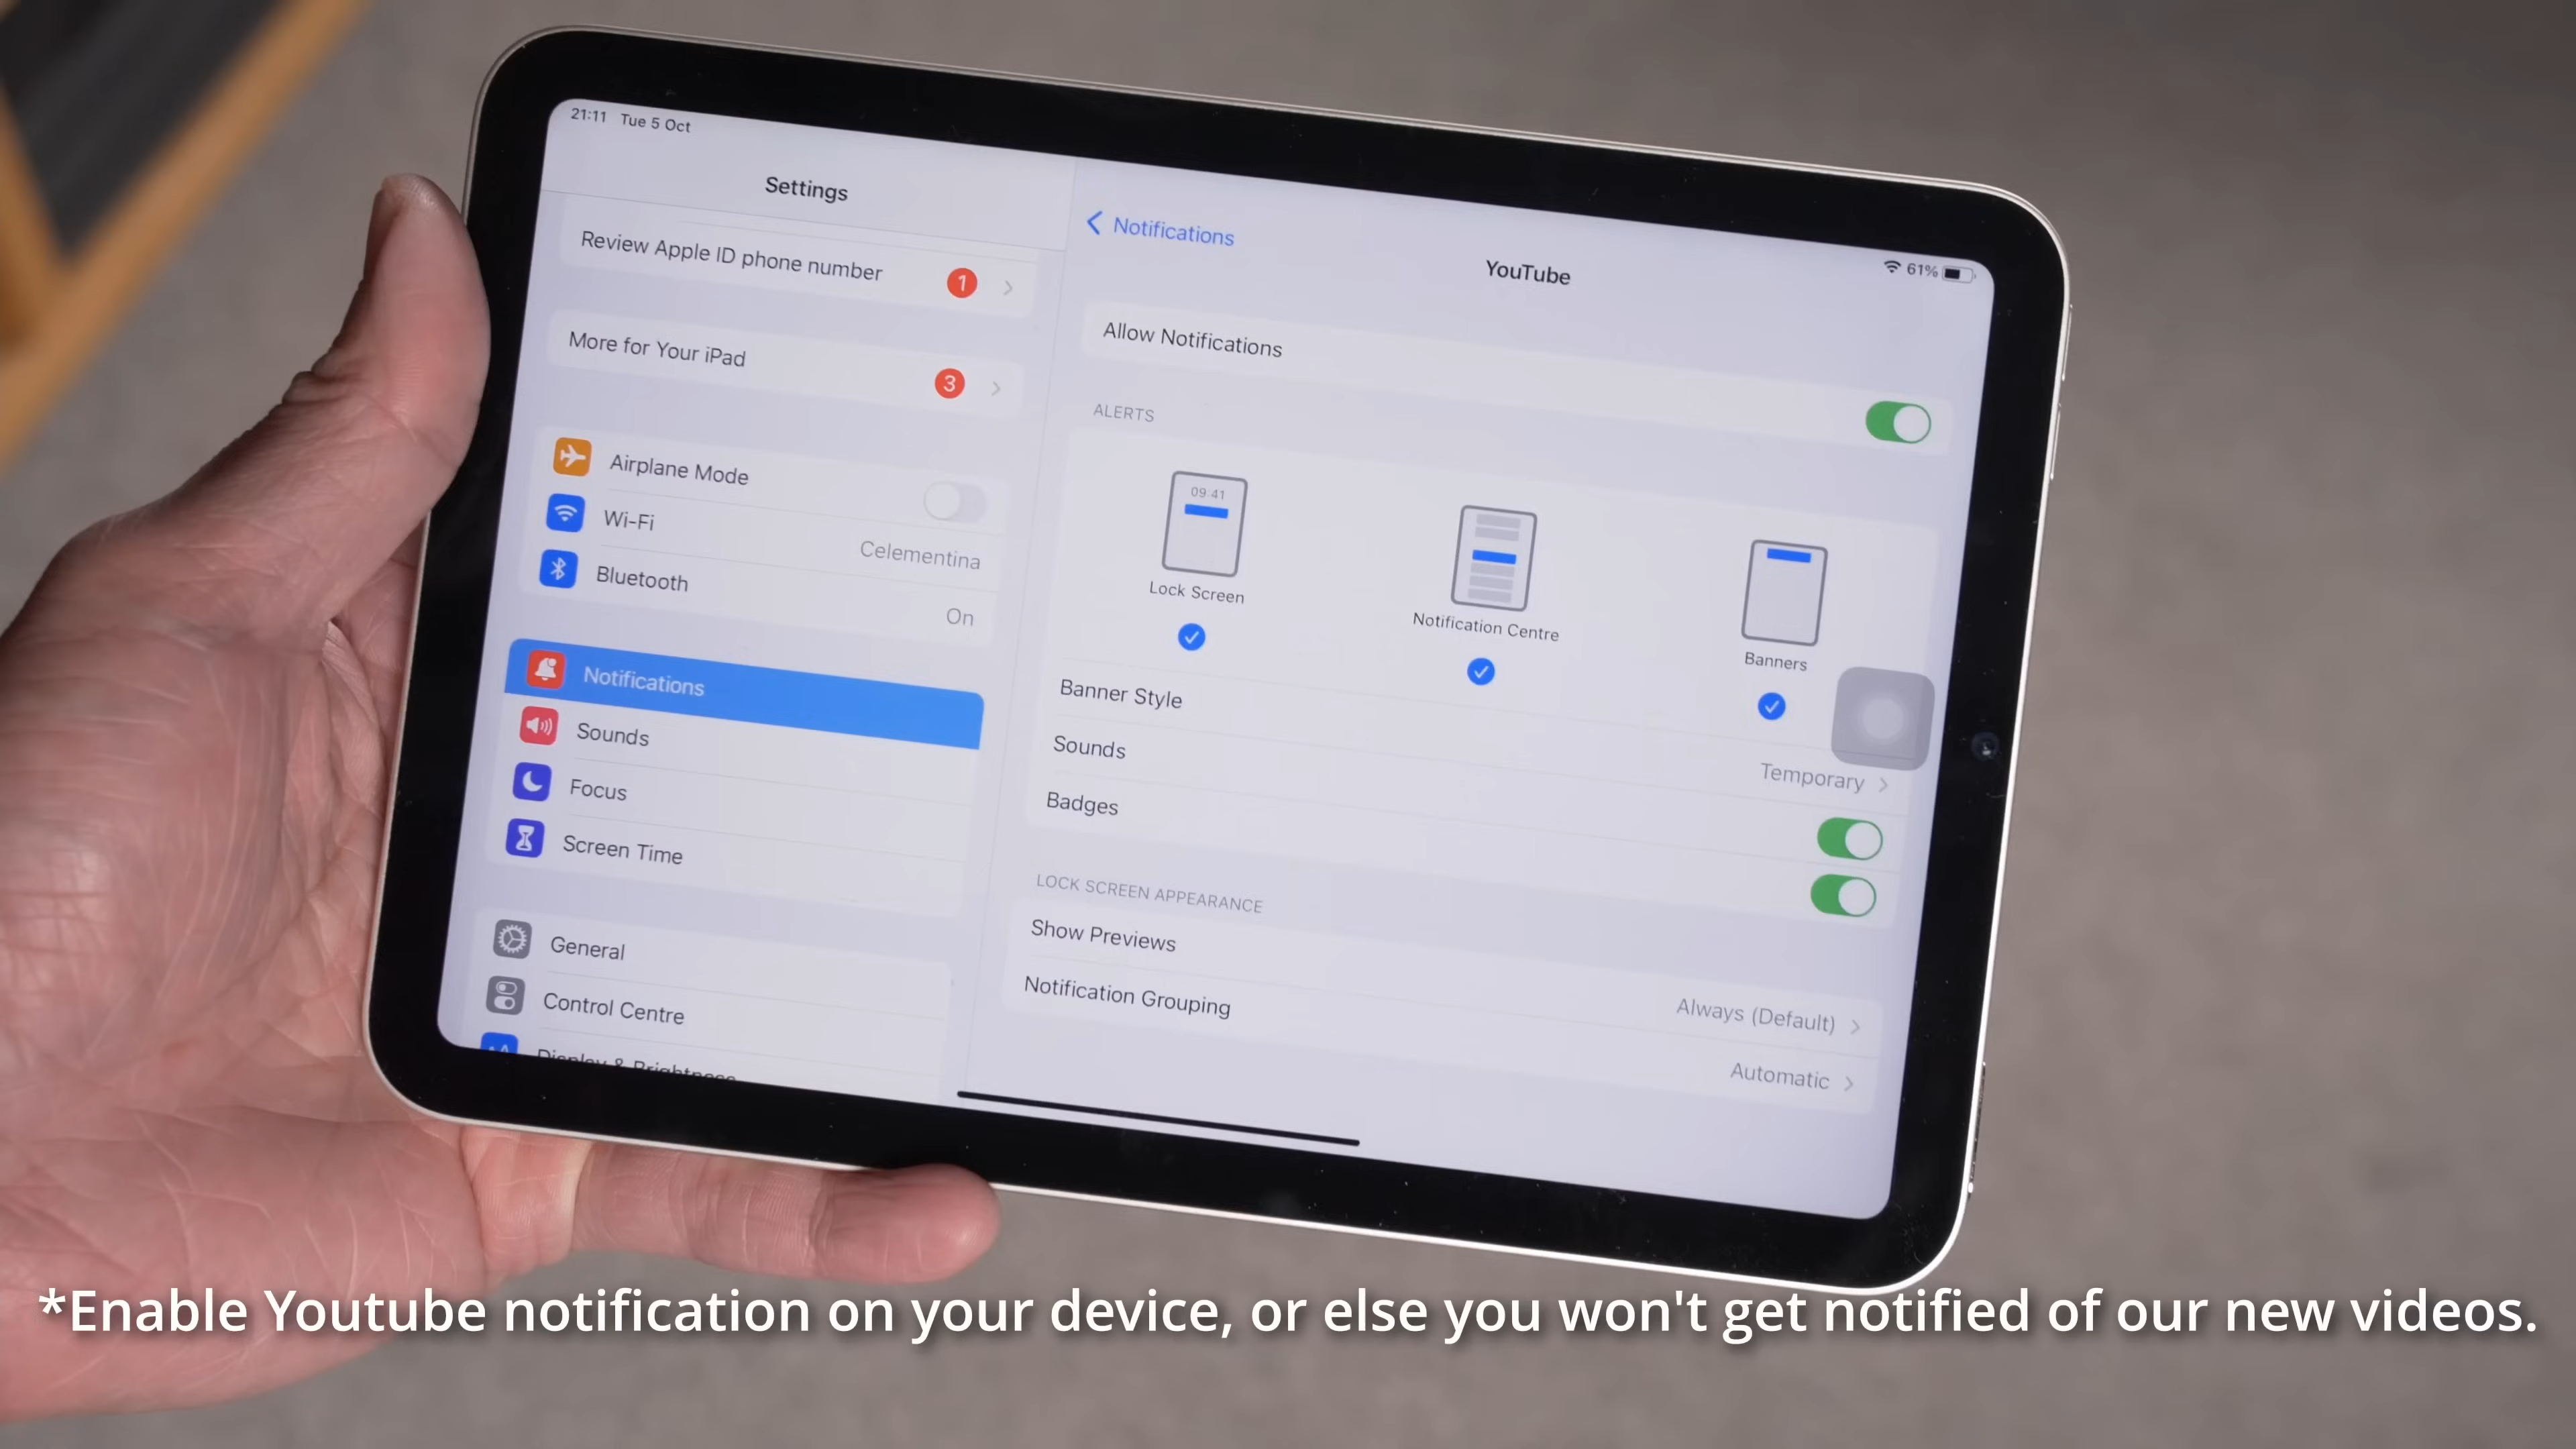 21:11 Tue 5 Oct
61%
Settings
Review Apple ID phone number 1
More for Your iPad 3
Airplane Mode
Wi-Fi Celementina
Bluetooth On
Notifications
Sounds
Focus
Screen Time
General
Control Centre
Display & Brightness
Notifications
YouTube
Allow Notifications
ALERTS
09:41
Lock Screen
Notification Centre
Banners
Banner Style Temporary
Sounds
Badges
LOCK SCREEN APPEARANCE
Show Previews Always (Default)
Notification Grouping Automatic
*Enable Youtube notification on your device, or else you won't get notified of our new videos.